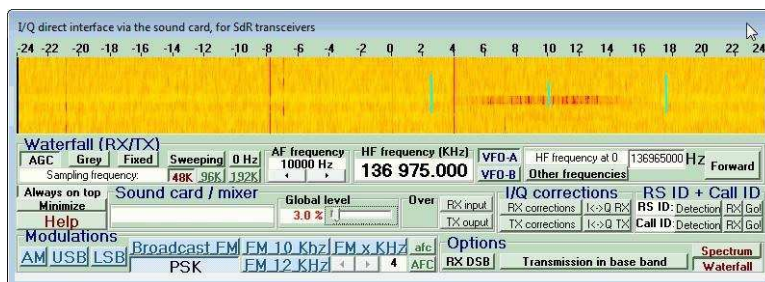 I/Q direct interface via the sound card, for SdR transceivers
-24 -22 -20 -18 -16 -14 -12 -10 -8 -6 -4 -2 0 2 4 6 8 10 12 14 16 18 20 22 24
Waterfall (RX/TX)
AGC Grey Fixed Sweeping 0 Hz
Sampling frequency: 48K 96K 192K
AF frequency
10000 Hz
HF frequency (KHz)
136 975.000
VFO-A HF frequency at 0 136965000 Hz
VFO-B Other frequencies
Forward
Always on top
Minimize
Help
Sound card / mixer
Global level Over
3.0 %
RX input
TX ouput
I/Q corrections
RX corrections I<->Q RX
TX corrections I<->Q TX
RS ID + Call ID
RS ID: Detection RX Go!
Call ID: Detection RX Go!
Modulations
AM USB LSB
Broadcast FM FM 10 Khz FM x KHz afc
PSK FM 12 KHz 4 AFC
Options
RX DSB Transmission in base band
Spectrum
Waterfall